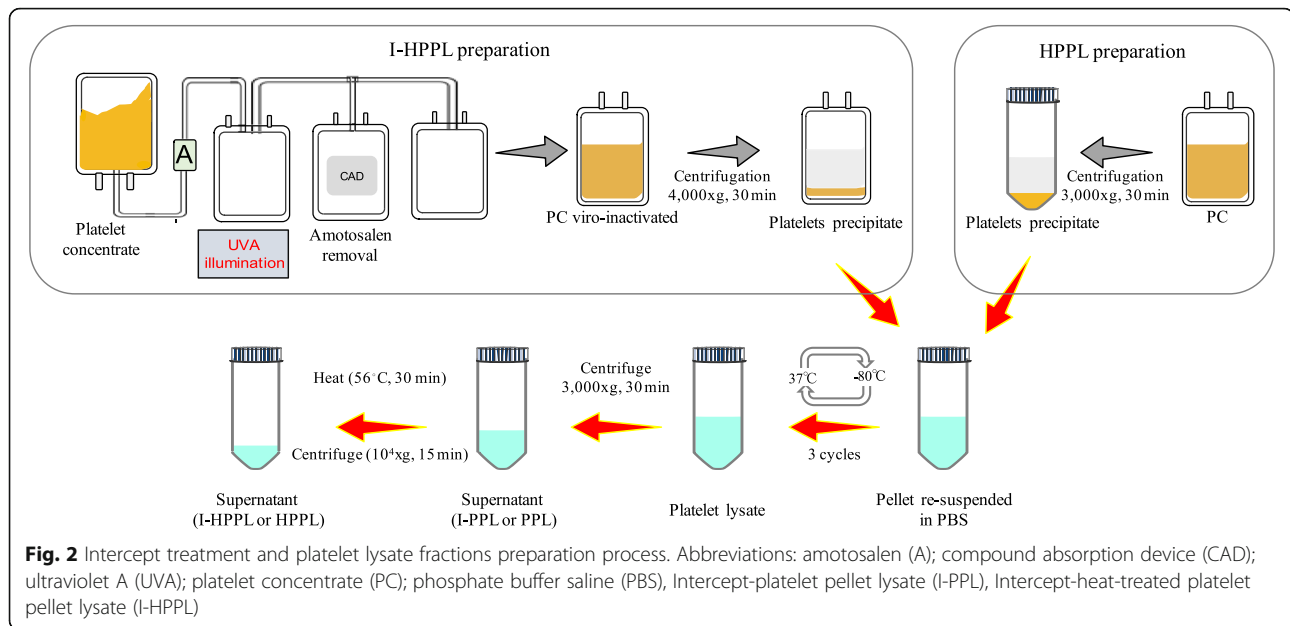 I-HPPL preparation
A
Platelet
concentrate
UVA
illumination
CAD
Amotosalen
removal
PC viro-inactivated
Centrifugation
4,000xg, 30 min
Platelets precipitate
HPPL preparation
Platelets precipitate
Centrifugation
3,000xg, 30 min
PC
Heat (56°C, 30 min)
Centrifuge (10⁴xg, 15 min)
Supernatant
(I-HPPL or HPPL)
Centrifuge
3,000xg, 30 min
Supernatant
(I-PPL or PPL)
37℃
-80℃
3 cycles
Platelet lysate
Pellet re-suspended
in PBS
Fig. 2 Intercept treatment and platelet lysate fractions preparation process. Abbreviations: amotosalen (A); compound absorption device (CAD);
ultraviolet A (UVA); platelet concentrate (PC); phosphate buffer saline (PBS), Intercept-platelet pellet lysate (I-PPL), Intercept-heat-treated platelet
pellet lysate (I-HPPL)